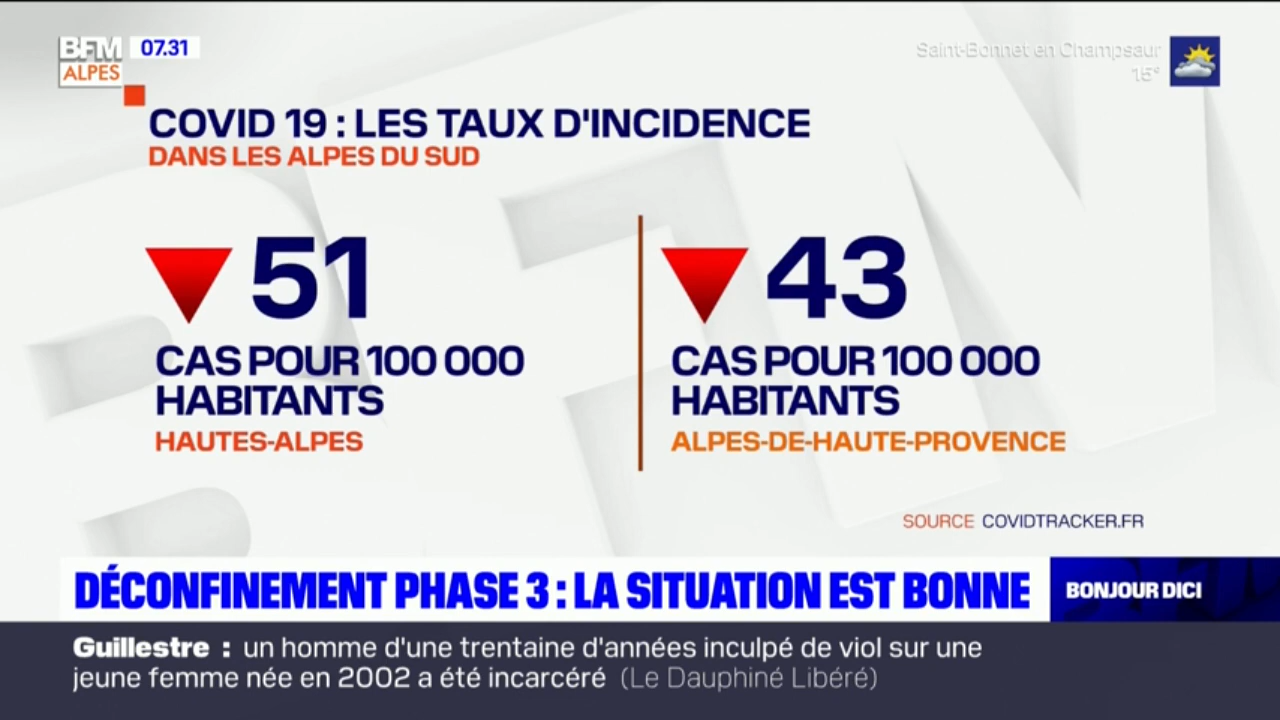 BFM
ALPES
07.31
Saint-Bonnet en Champsaur
15°
COVID 19 : LES TAUX D'INCIDENCE
DANS LES ALPES DU SUD
51
CAS POUR 100 000
HABITANTS
HAUTES-ALPES
43
CAS POUR 100 000
HABITANTS
ALPES-DE-HAUTE-PROVENCE
SOURCE COVIDTRACKER.FR
DÉCONFINEMENT PHASE 3 : LA SITUATION EST BONNE
BONJOUR DICI
Guillestre : un homme d'une trentaine d'années inculpé de viol sur une
jeune femme née en 2002 a été incarcéré (Le Dauphiné Libéré)